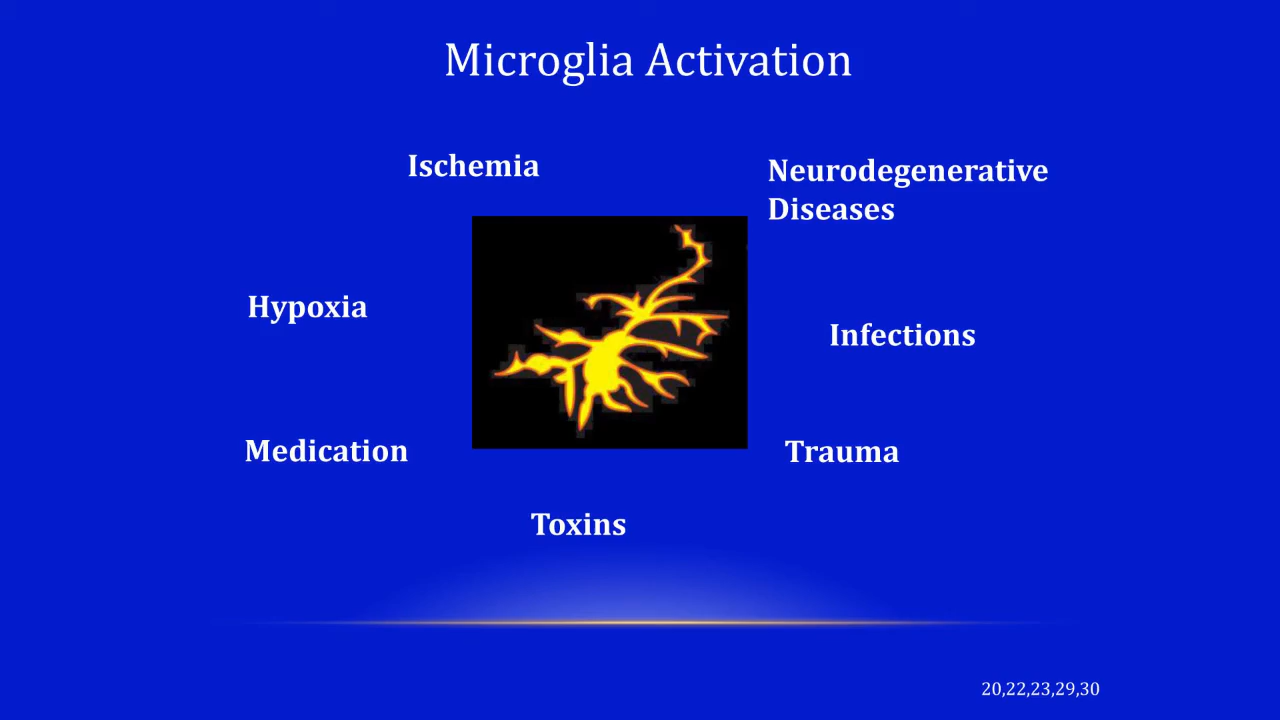 Microglia Activation
Ischemia
Neurodegenerative
Diseases
Hypoxia
Infections
Medication
Trauma
Toxins
20,22,23,29,30